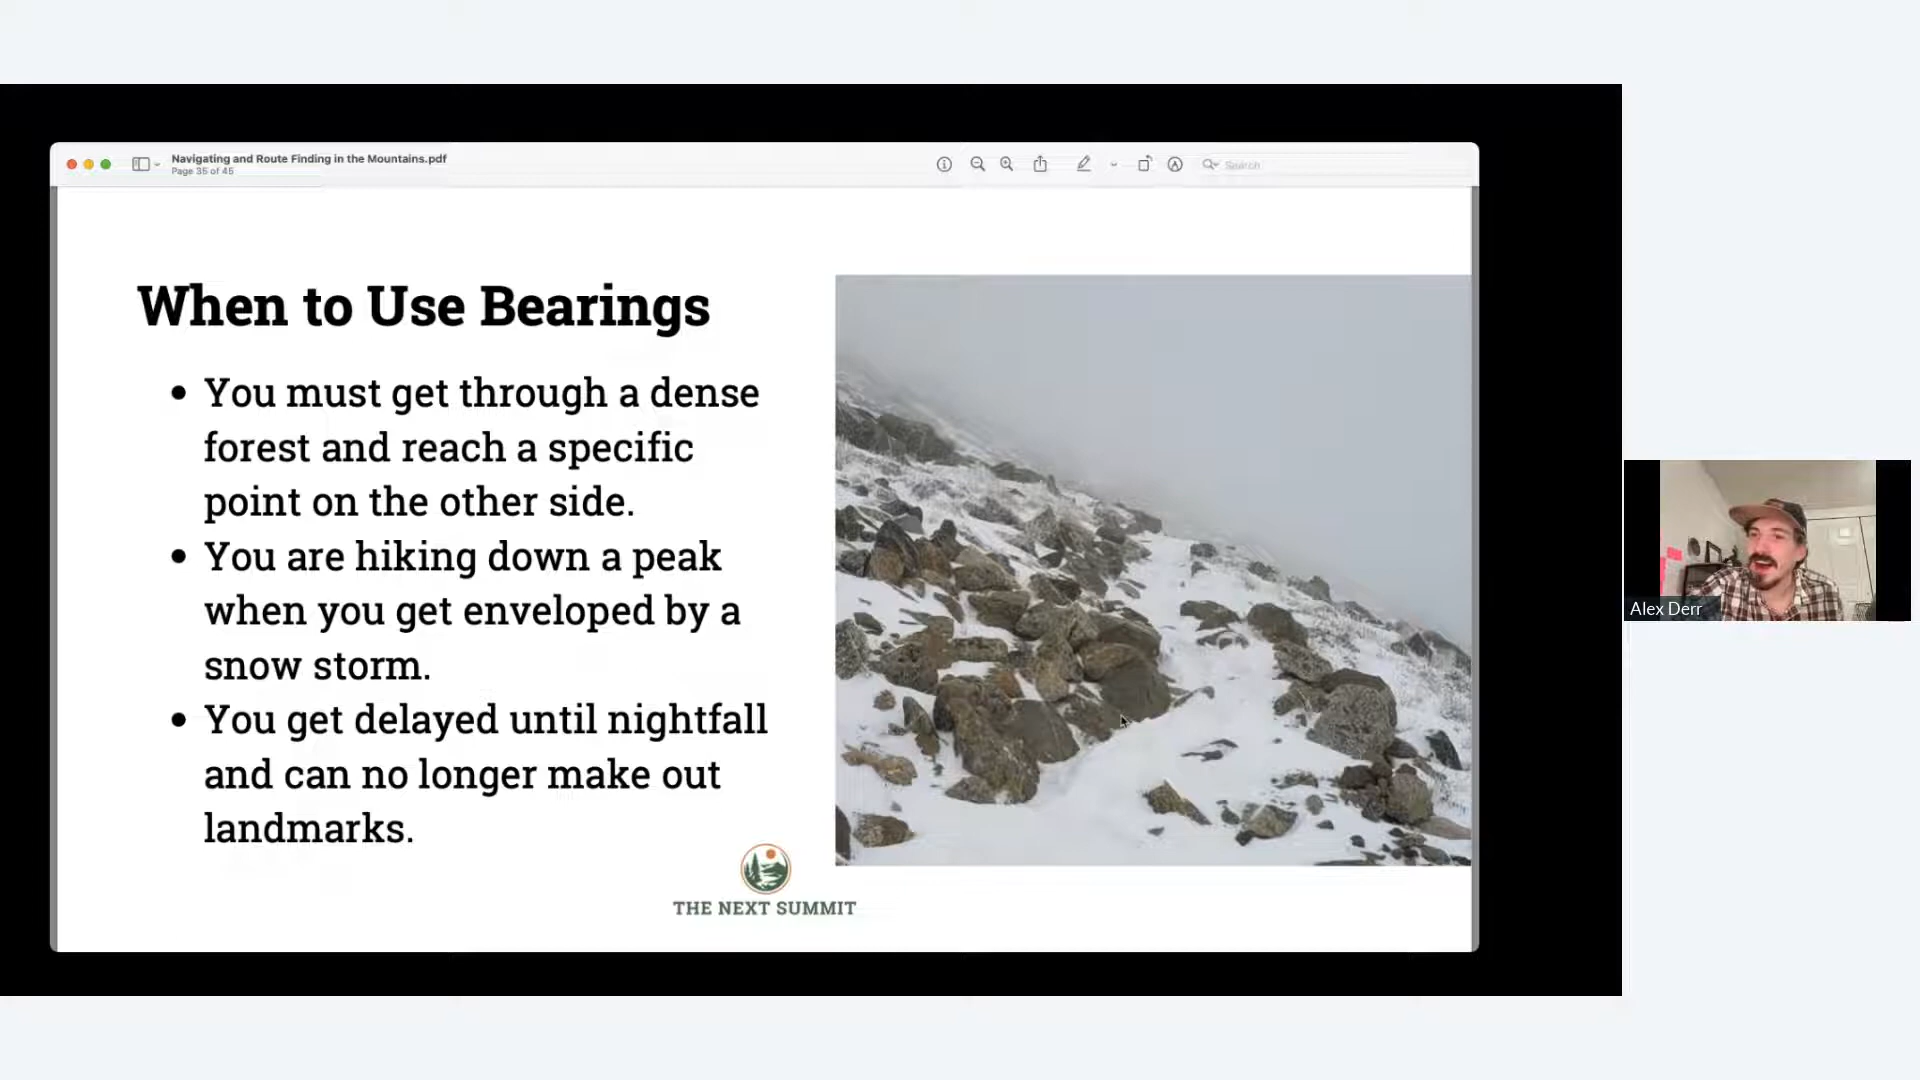 Navigating and Route Finding in the Mountains.pdf
Page 35 of 45
Search
When to Use Bearings
• You must get through a dense
forest and reach a specific
point on the other side.
• You are hiking down a peak
when you get enveloped by a
snow storm.
• You get delayed until nightfall
and can no longer make out
landmarks.
THE NEXT SUMMIT
Alex Derr